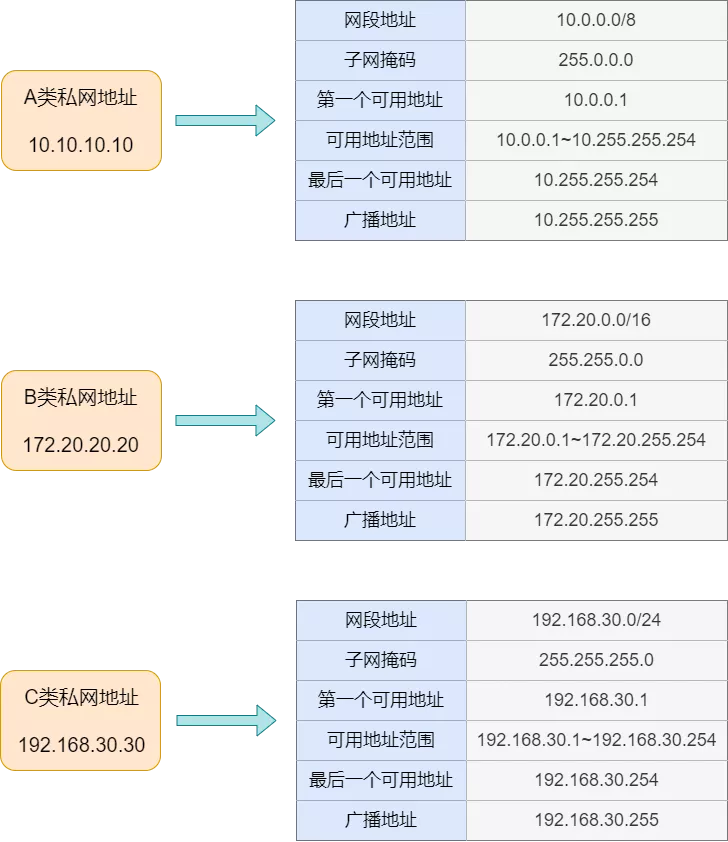 A类私网地址
10.10.10.10
网段地址 10.0.0.0/8
子网掩码 255.0.0.0
第一个可用地址 10.0.0.1
可用地址范围 10.0.0.1~10.255.255.254
最后一个可用地址 10.255.255.254
广播地址 10.255.255.255
B类私网地址
172.20.20.20
网段地址 172.20.0.0/16
子网掩码 255.255.0.0
第一个可用地址 172.20.0.1
可用地址范围 172.20.0.1~172.20.255.254
最后一个可用地址 172.20.255.254
广播地址 172.20.255.255
C类私网地址
192.168.30.30
网段地址 192.168.30.0/24
子网掩码 255.255.255.0
第一个可用地址 192.168.30.1
可用地址范围 192.168.30.1~192.168.30.254
最后一个可用地址 192.168.30.254
广播地址 192.168.30.255